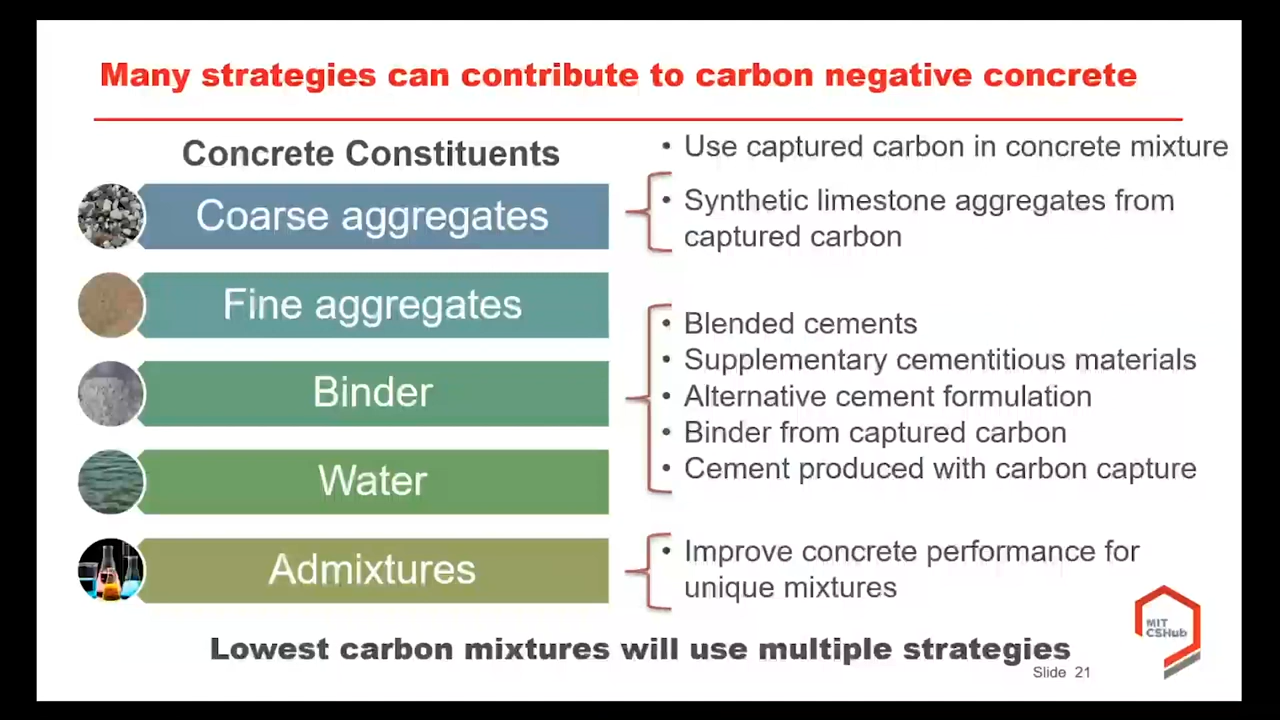 Many strategies can contribute to carbon negative concrete
Concrete Constituents
Coarse aggregates
Fine aggregates
Binder
Water
Admixtures
• Use captured carbon in concrete mixture
• Synthetic limestone aggregates from
captured carbon
• Blended cements
• Supplementary cementitious materials
• Alternative cement formulation
• Binder from captured carbon
• Cement produced with carbon capture
• Improve concrete performance for
unique mixtures
MIT
CSHub
Lowest carbon mixtures will use multiple strategies
Slide 21